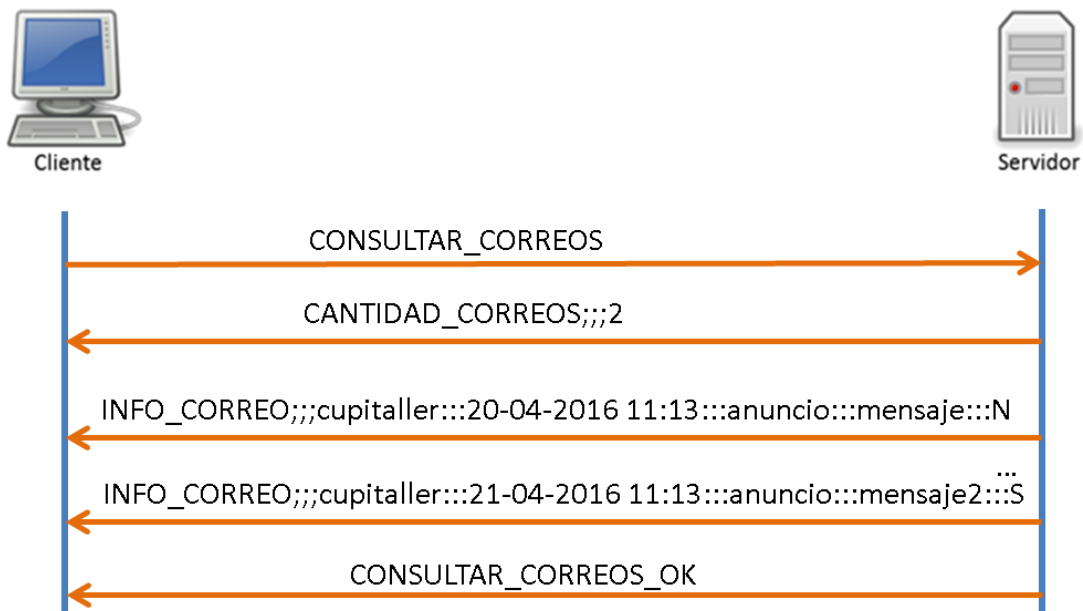 Cliente
Servidor
CONSULTAR_CORREOS
CANTIDAD_CORREOS;;;2
INFO_CORREO;;;cupitaller:::20-04-2016 11:13:::anuncio:::mensaje:::N
...
INFO_CORREO;;;cupitaller:::21-04-2016 11:13:::anuncio:::mensaje2:::S
CONSULTAR_CORREOS_OK